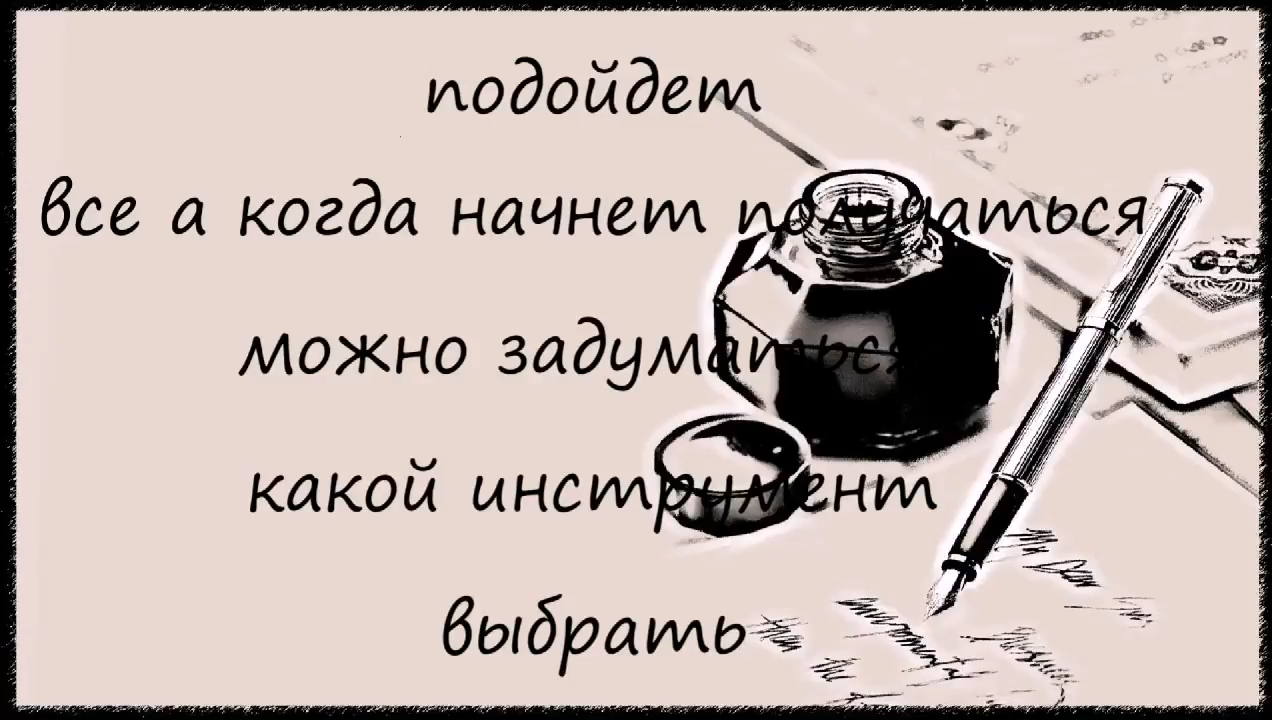 подойдет
все а когда начнет получаться
можно задуматься
какой инструмент
выбрать